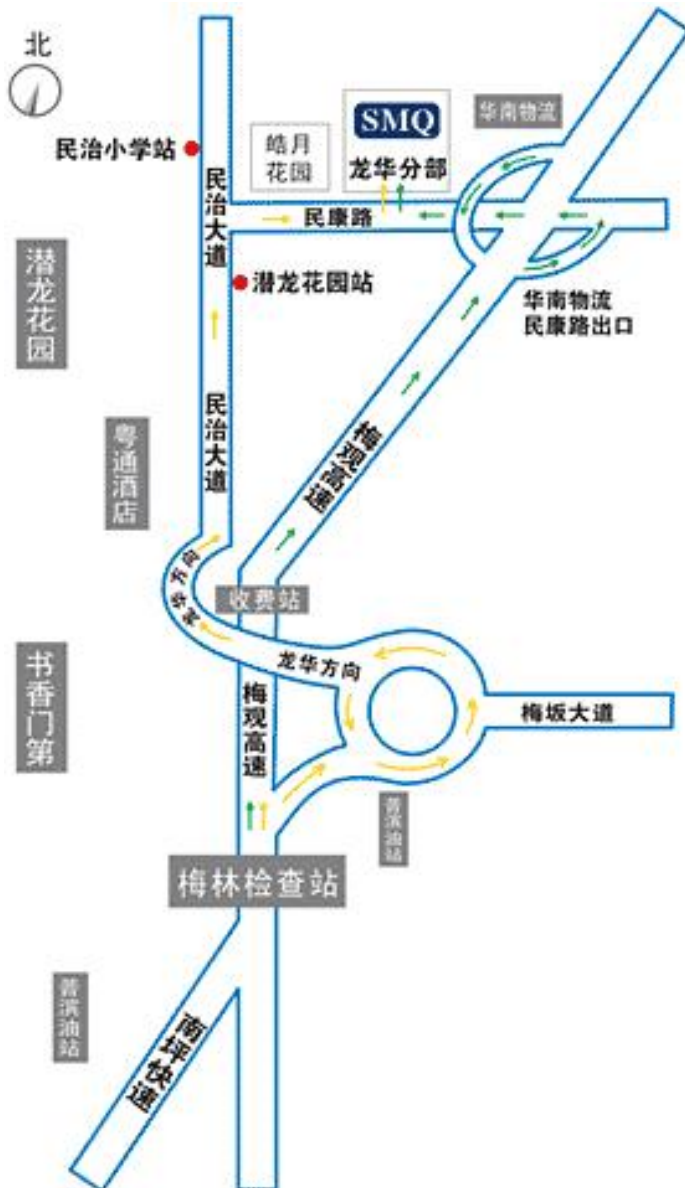 北
SMQ
龙华分部
华南物流
皓月
花园
民治小学站
民治大道
民康路
潜龙花园
潜龙花园站
华南物流
民康路出口
粤通酒店
民治大道
梅观高速
龙华方向
收费站
龙华方向
书香门第
梅观高速
梅坂大道
梅林检查站
南坪快速